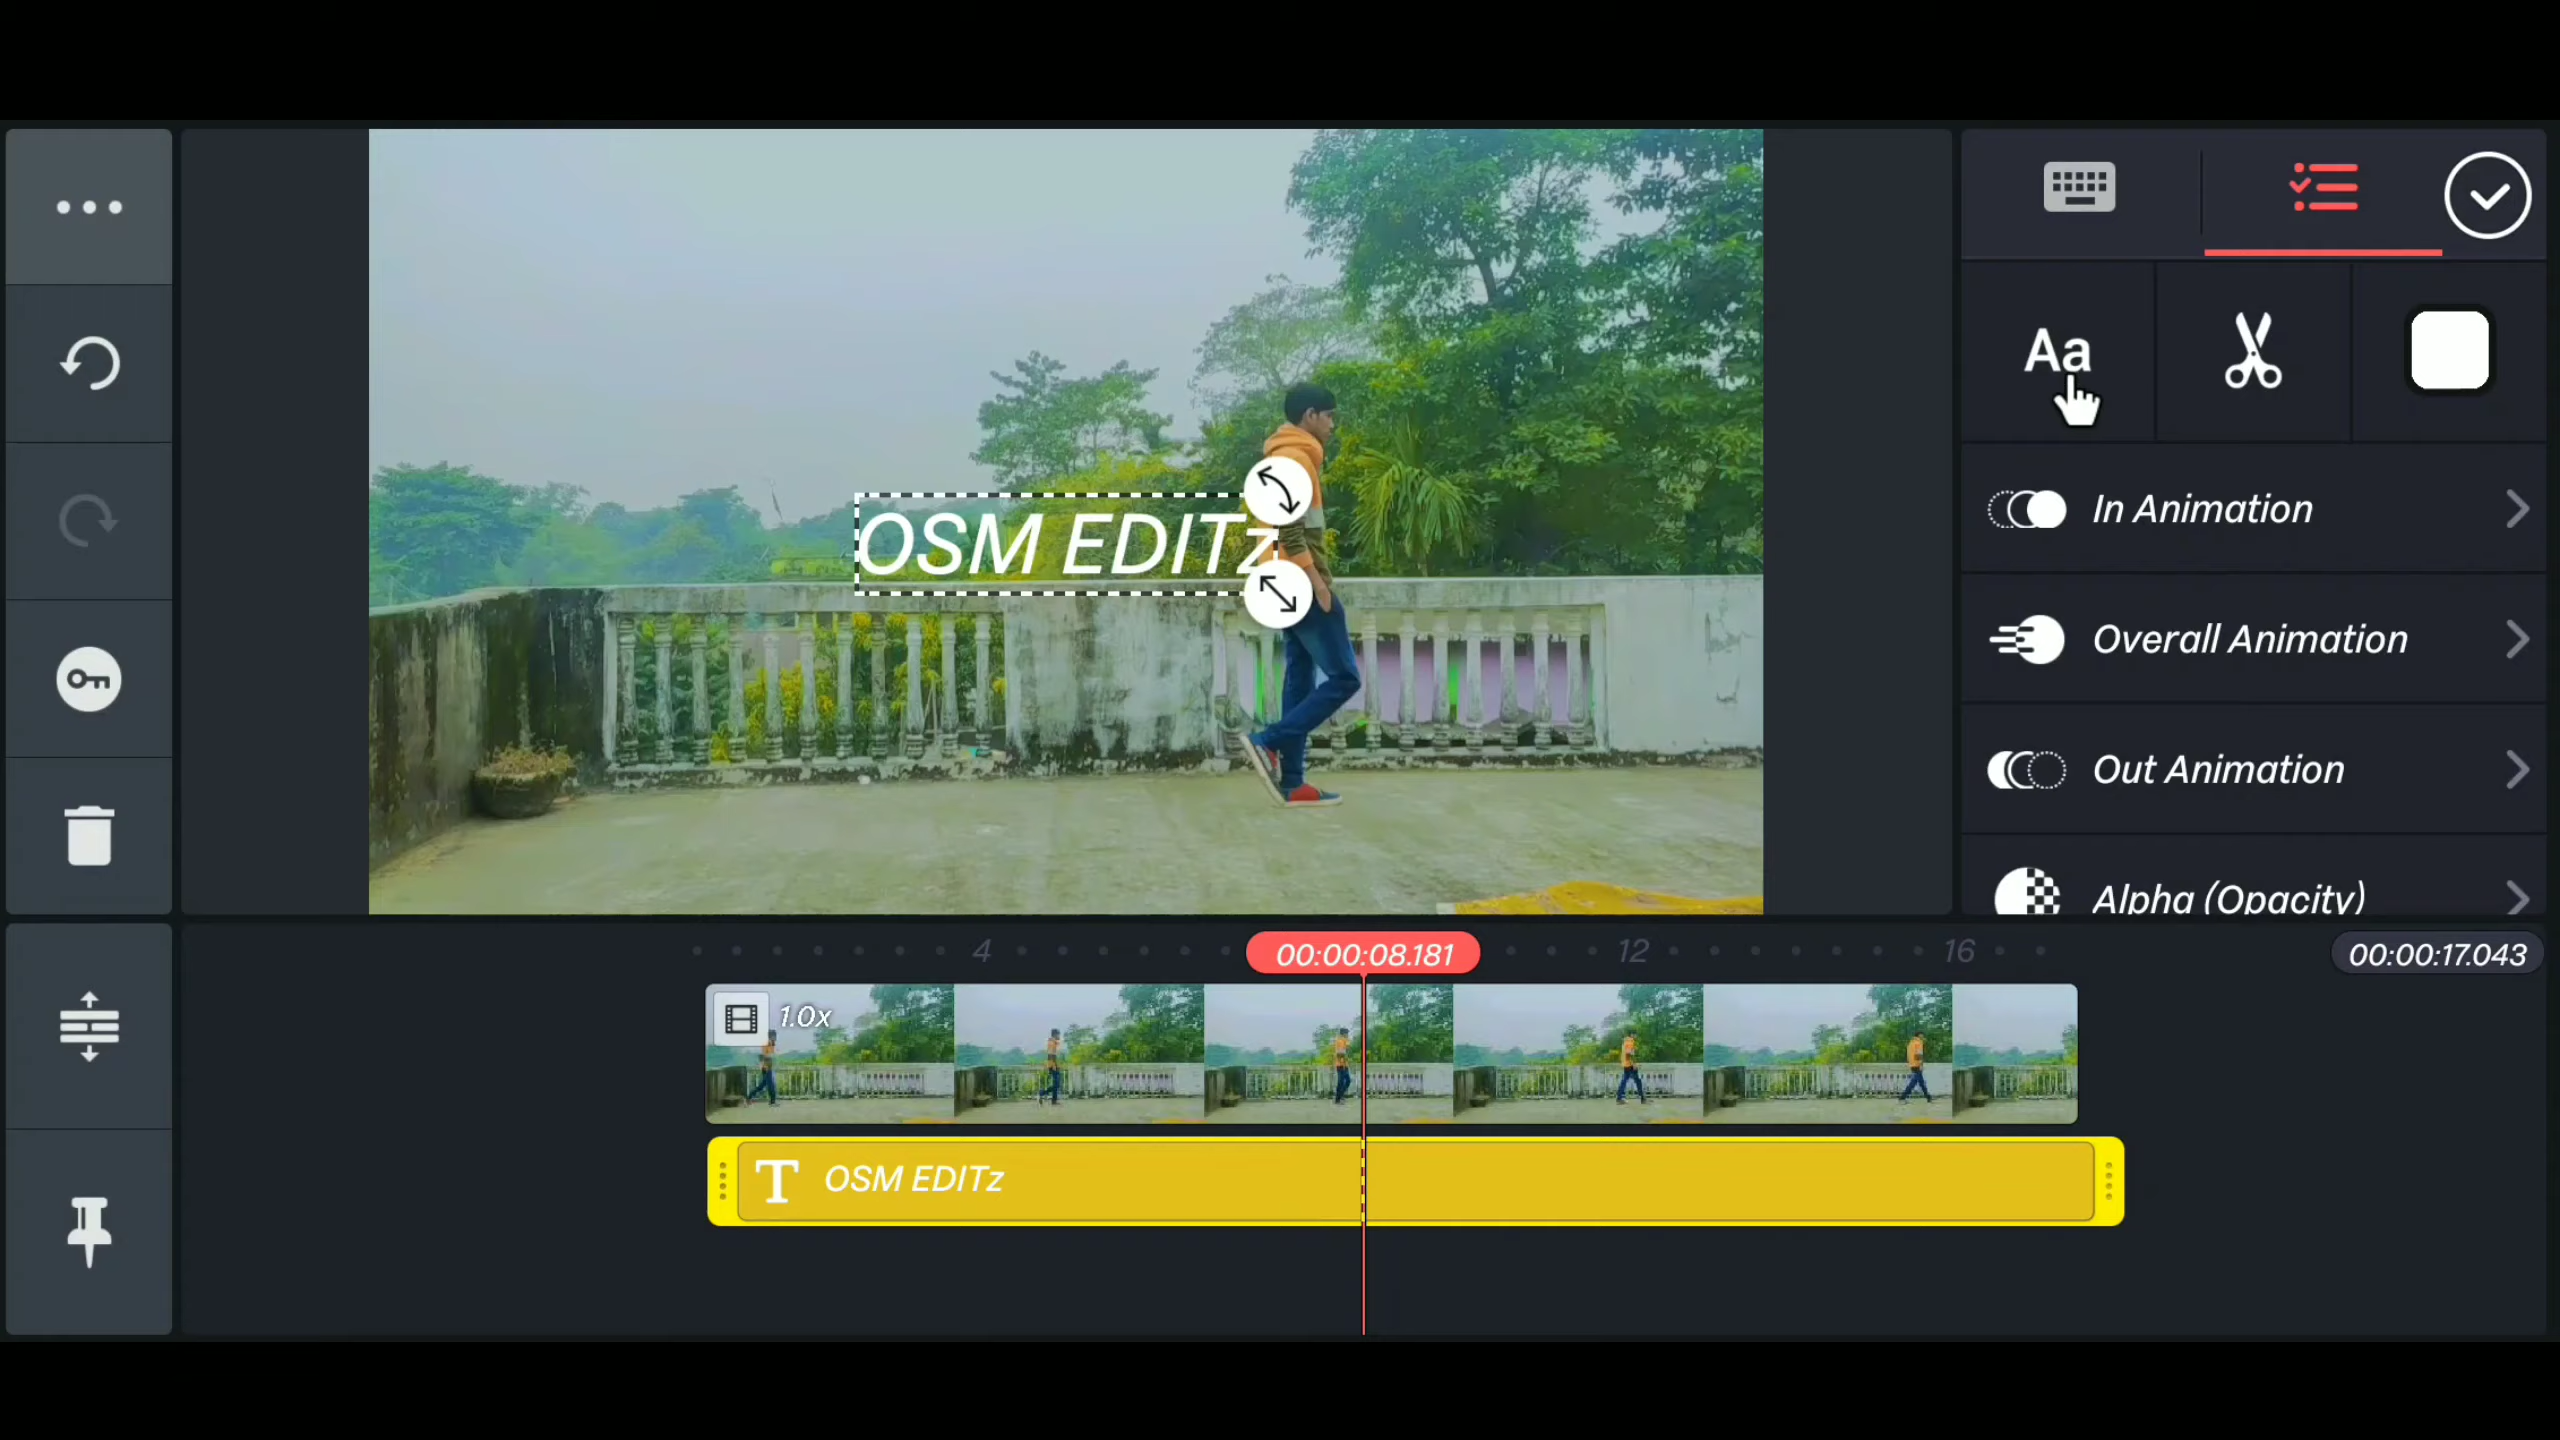 Aa
OSM EDITz
In Animation
Overall Animation
Out Animation
Alpha (Opacity)
4
00:00:08.181
12
16
00:00:17.043
1.0x
T OSM EDITz